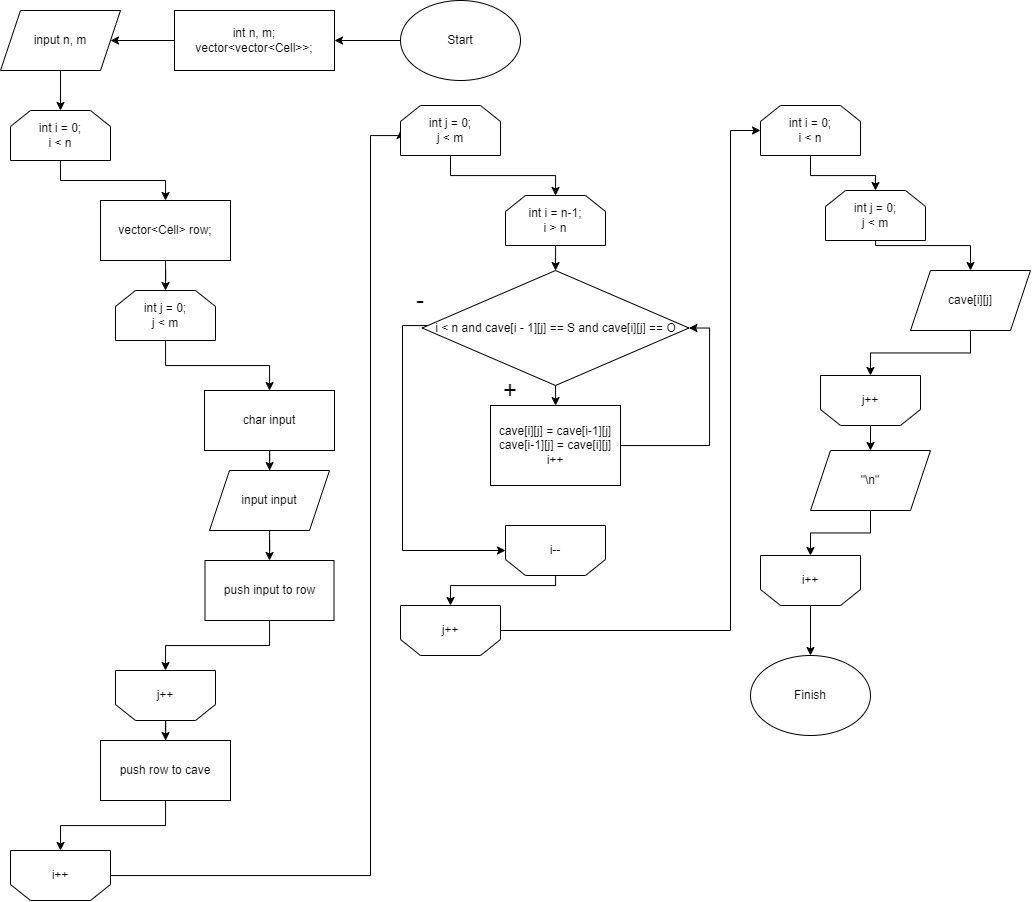 Start
int n, m;
vector<vector<Cell>>;
input n, m
int i = 0;
i < n
vector<Cell> row;
int j = 0;
j < m
char input
input input
push input to row
j++
push row to cave
i++
int j = 0;
j < m
int i = n-1;
i > n
-
i < n and cave[i - 1][j] == S and cave[i][j] == O
+
cave[i][j] = cave[i-1][j]
cave[i-1][j] = cave[i][j]
i++
i--
j++
int i = 0;
i < n
int j = 0;
j < m
cave[i][j]
j++
"\n"
i++
Finish